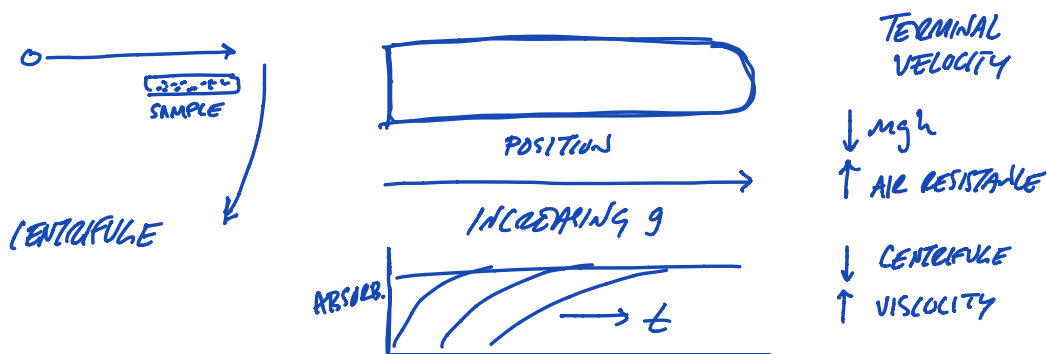 SAMPLE
CENTRIFUGE
POSITION
INCREASING g
ABSORB.
t
TERMINAL
VELOCITY
↓ mgh
↑ AIR RESISTANCE
↓ CENTRIFUGE
↑ VISCOCITY